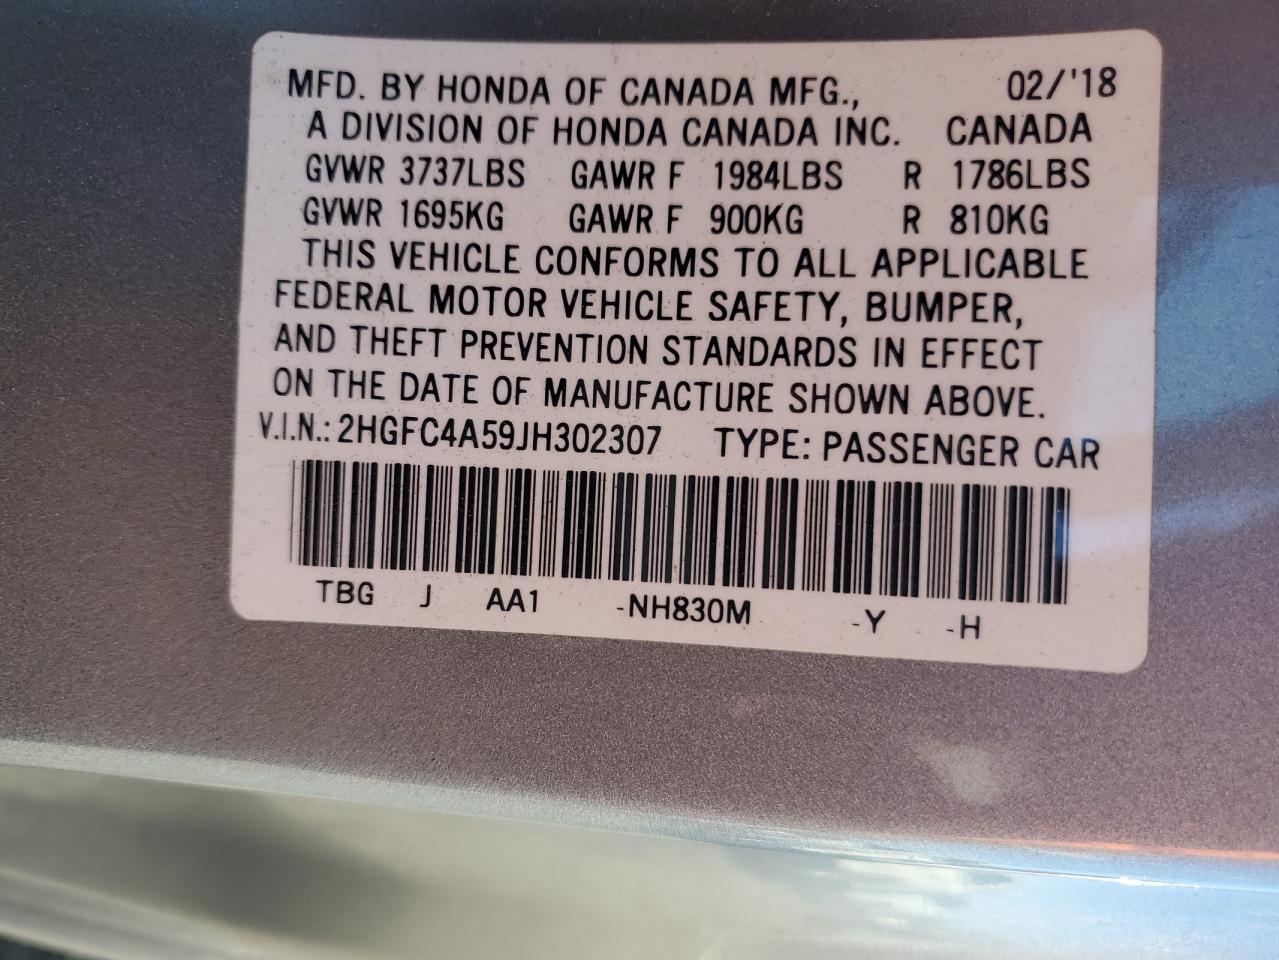 MFD. BY HONDA OF CANADA MFG., 02/'18
A DIVISION OF HONDA CANADA INC. CANADA
GVWR 3737LBS GAWR F 1984LBS R 1786LBS
GVWR 1695KG GAWR F 900KG R 810KG
THIS VEHICLE CONFORMS TO ALL APPLICABLE
FEDERAL MOTOR VEHICLE SAFETY, BUMPER,
AND THEFT PREVENTION STANDARDS IN EFFECT
ON THE DATE OF MANUFACTURE SHOWN ABOVE.
V.I.N.: 2HGFC4A59JH302307 TYPE: PASSENGER CAR
TBG J AA1 -NH830M -Y -H